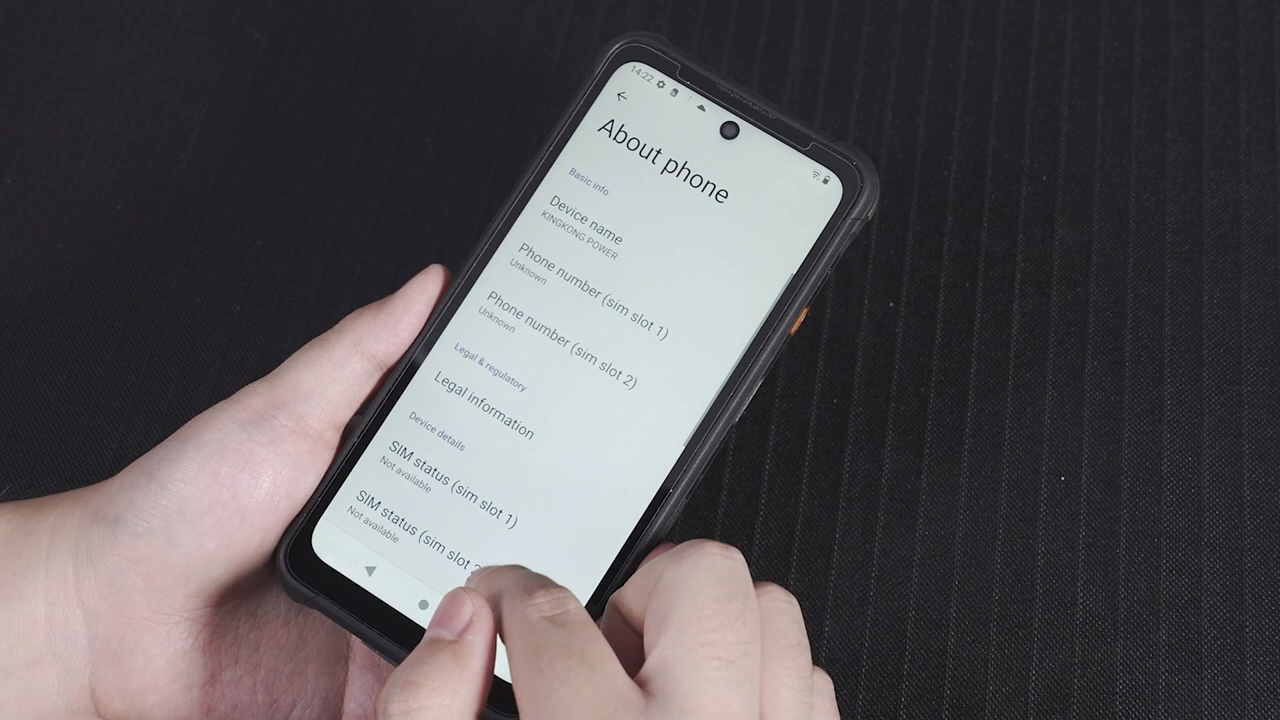 14:22
About phone
Basic info
Device name
KINGKONG POWER
Phone number (sim slot 1)
Unknown
Phone number (sim slot 2)
Unknown
Legal & regulatory
Legal information
Device details
SIM status (sim slot 1)
Not available
SIM status (sim slot
Not available